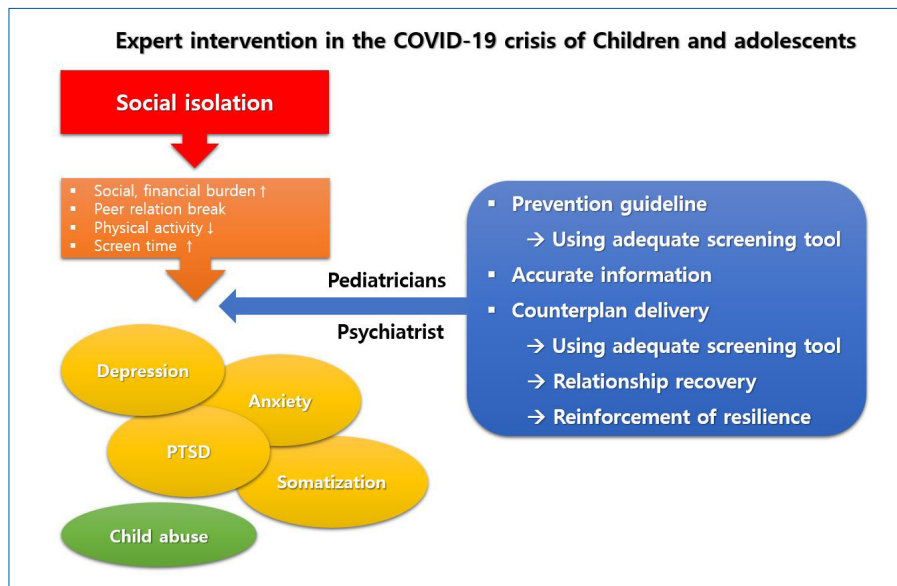 Expert intervention in the COVID-19 crisis of Children and adolescents
Social isolation
▪ Social, financial burden ↑
▪ Peer relation break
▪ Physical activity ↓
▪ Screen time ↑
Pediatricians
Psychiatrist
▪ Prevention guideline
→ Using adequate screening tool
▪ Accurate information
▪ Counterplan delivery
→ Using adequate screening tool
→ Relationship recovery
→ Reinforcement of resilience
Depression
Anxiety
PTSD
Somatization
Child abuse